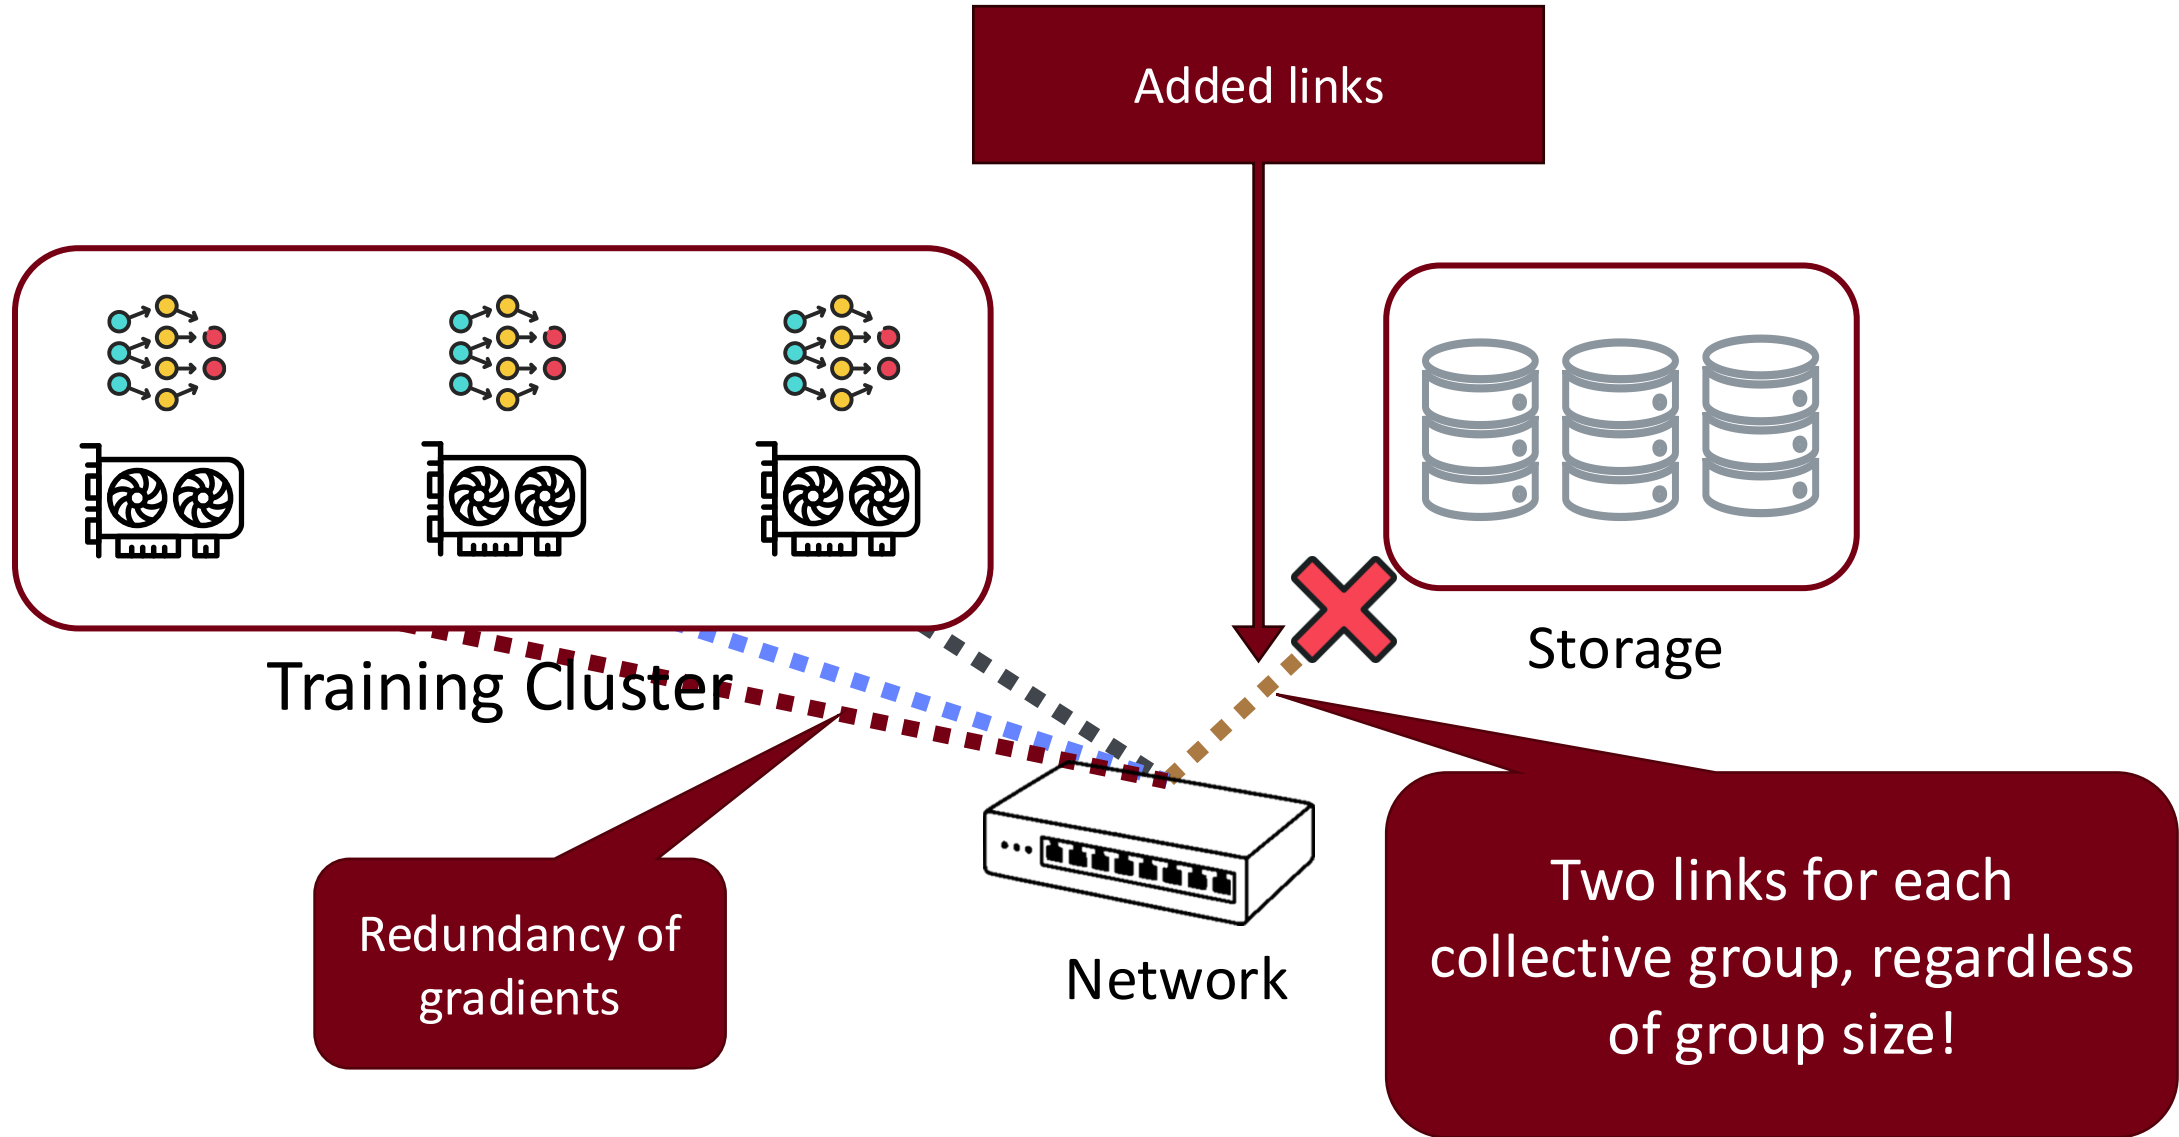 Added links
Training Cluster
Storage
Redundancy of
gradients
Network
Two links for each
collective group, regardless
of group size!